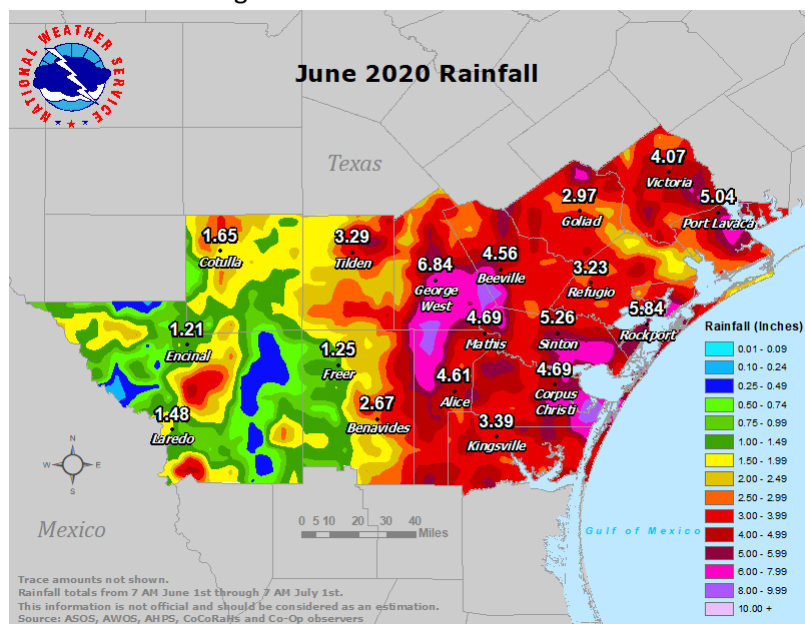 NATIONAL WEATHER SERVICE
June 2020 Rainfall
Texas
4.07
Victoria
5.04
Port Lavaca
2.97
Goliad
1.65
Cotulla
3.29
Tilden
4.56
Beeville
6.84
George
West
3.23
Refugio
5.84
Rockport
1.21
Encinal
4.69
Mathis
5.26
Sinton
1.25
Freer
4.61
Alice
4.69
Corpus
Christi
1.48
Laredo
2.67
Benavides
3.39
Kingsville
Rainfall (Inches)
0.01 - 0.09
0.10 - 0.24
0.25 - 0.49
0.50 - 0.74
0.75 - 0.99
1.00 - 1.49
1.50 - 1.99
2.00 - 2.49
2.50 - 2.99
3.00 - 3.99
4.00 - 4.99
5.00 - 5.99
6.00 - 7.99
8.00 - 9.99
10.00 +
N
W E
S
Mexico
0 5 10 20 30 40
Miles
Gulf of Mexico
Trace amounts not shown.
Rainfall totals from 7 AM June 1st through 7 AM July 1st.
This information is not official and should be considered as an estimation.
Source: ASOS, AWOS, AHPS, CoCoRaHs and Co-Op observers